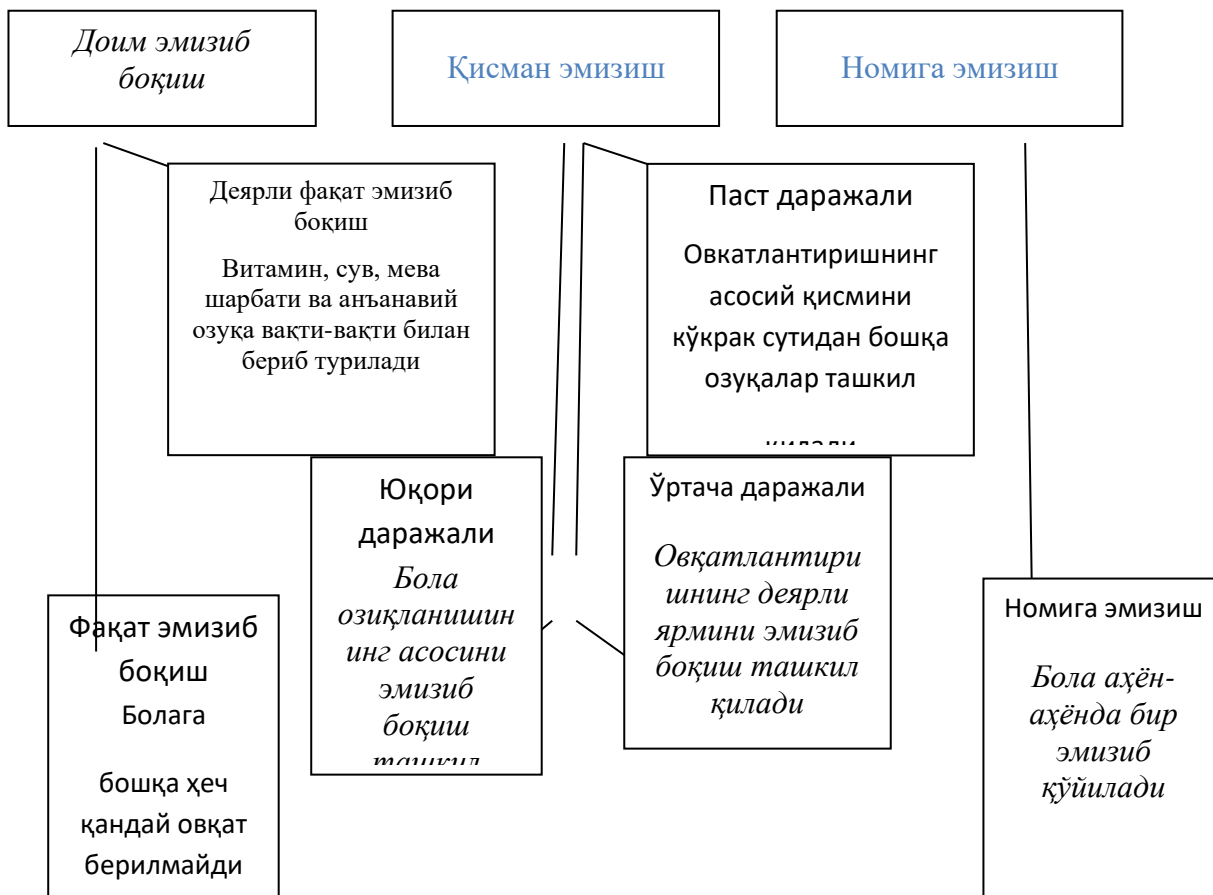 Доим эмизиб
боқиш
Қисман эмизиш
Номига эмизиш
Деярли фақат эмизиб
боқиш
Витамин, сув, мева
шарбати ва анъанавий
озуқа вақти-вақти билан
бериб турилади
Паст даражали
Овкатлантиришнинг
асосий қисмини
кўкрак сутидан бошқа
озуқалар ташкил
қилади
Юқори
даражали
Бола
озиқланишин
инг асосини
эмизиб
боқиш
ташкил
Ўртача даражали
Овқатлантири
шнинг деярли
ярмини эмизиб
боқиш ташкил
қилади
Фақат эмизиб
боқиш
Болага
бошқа ҳеч
қандай овқат
берилмайди
Номига эмизиш
Бола аҳён-
аҳёнда бир
эмизиб
қўйилади